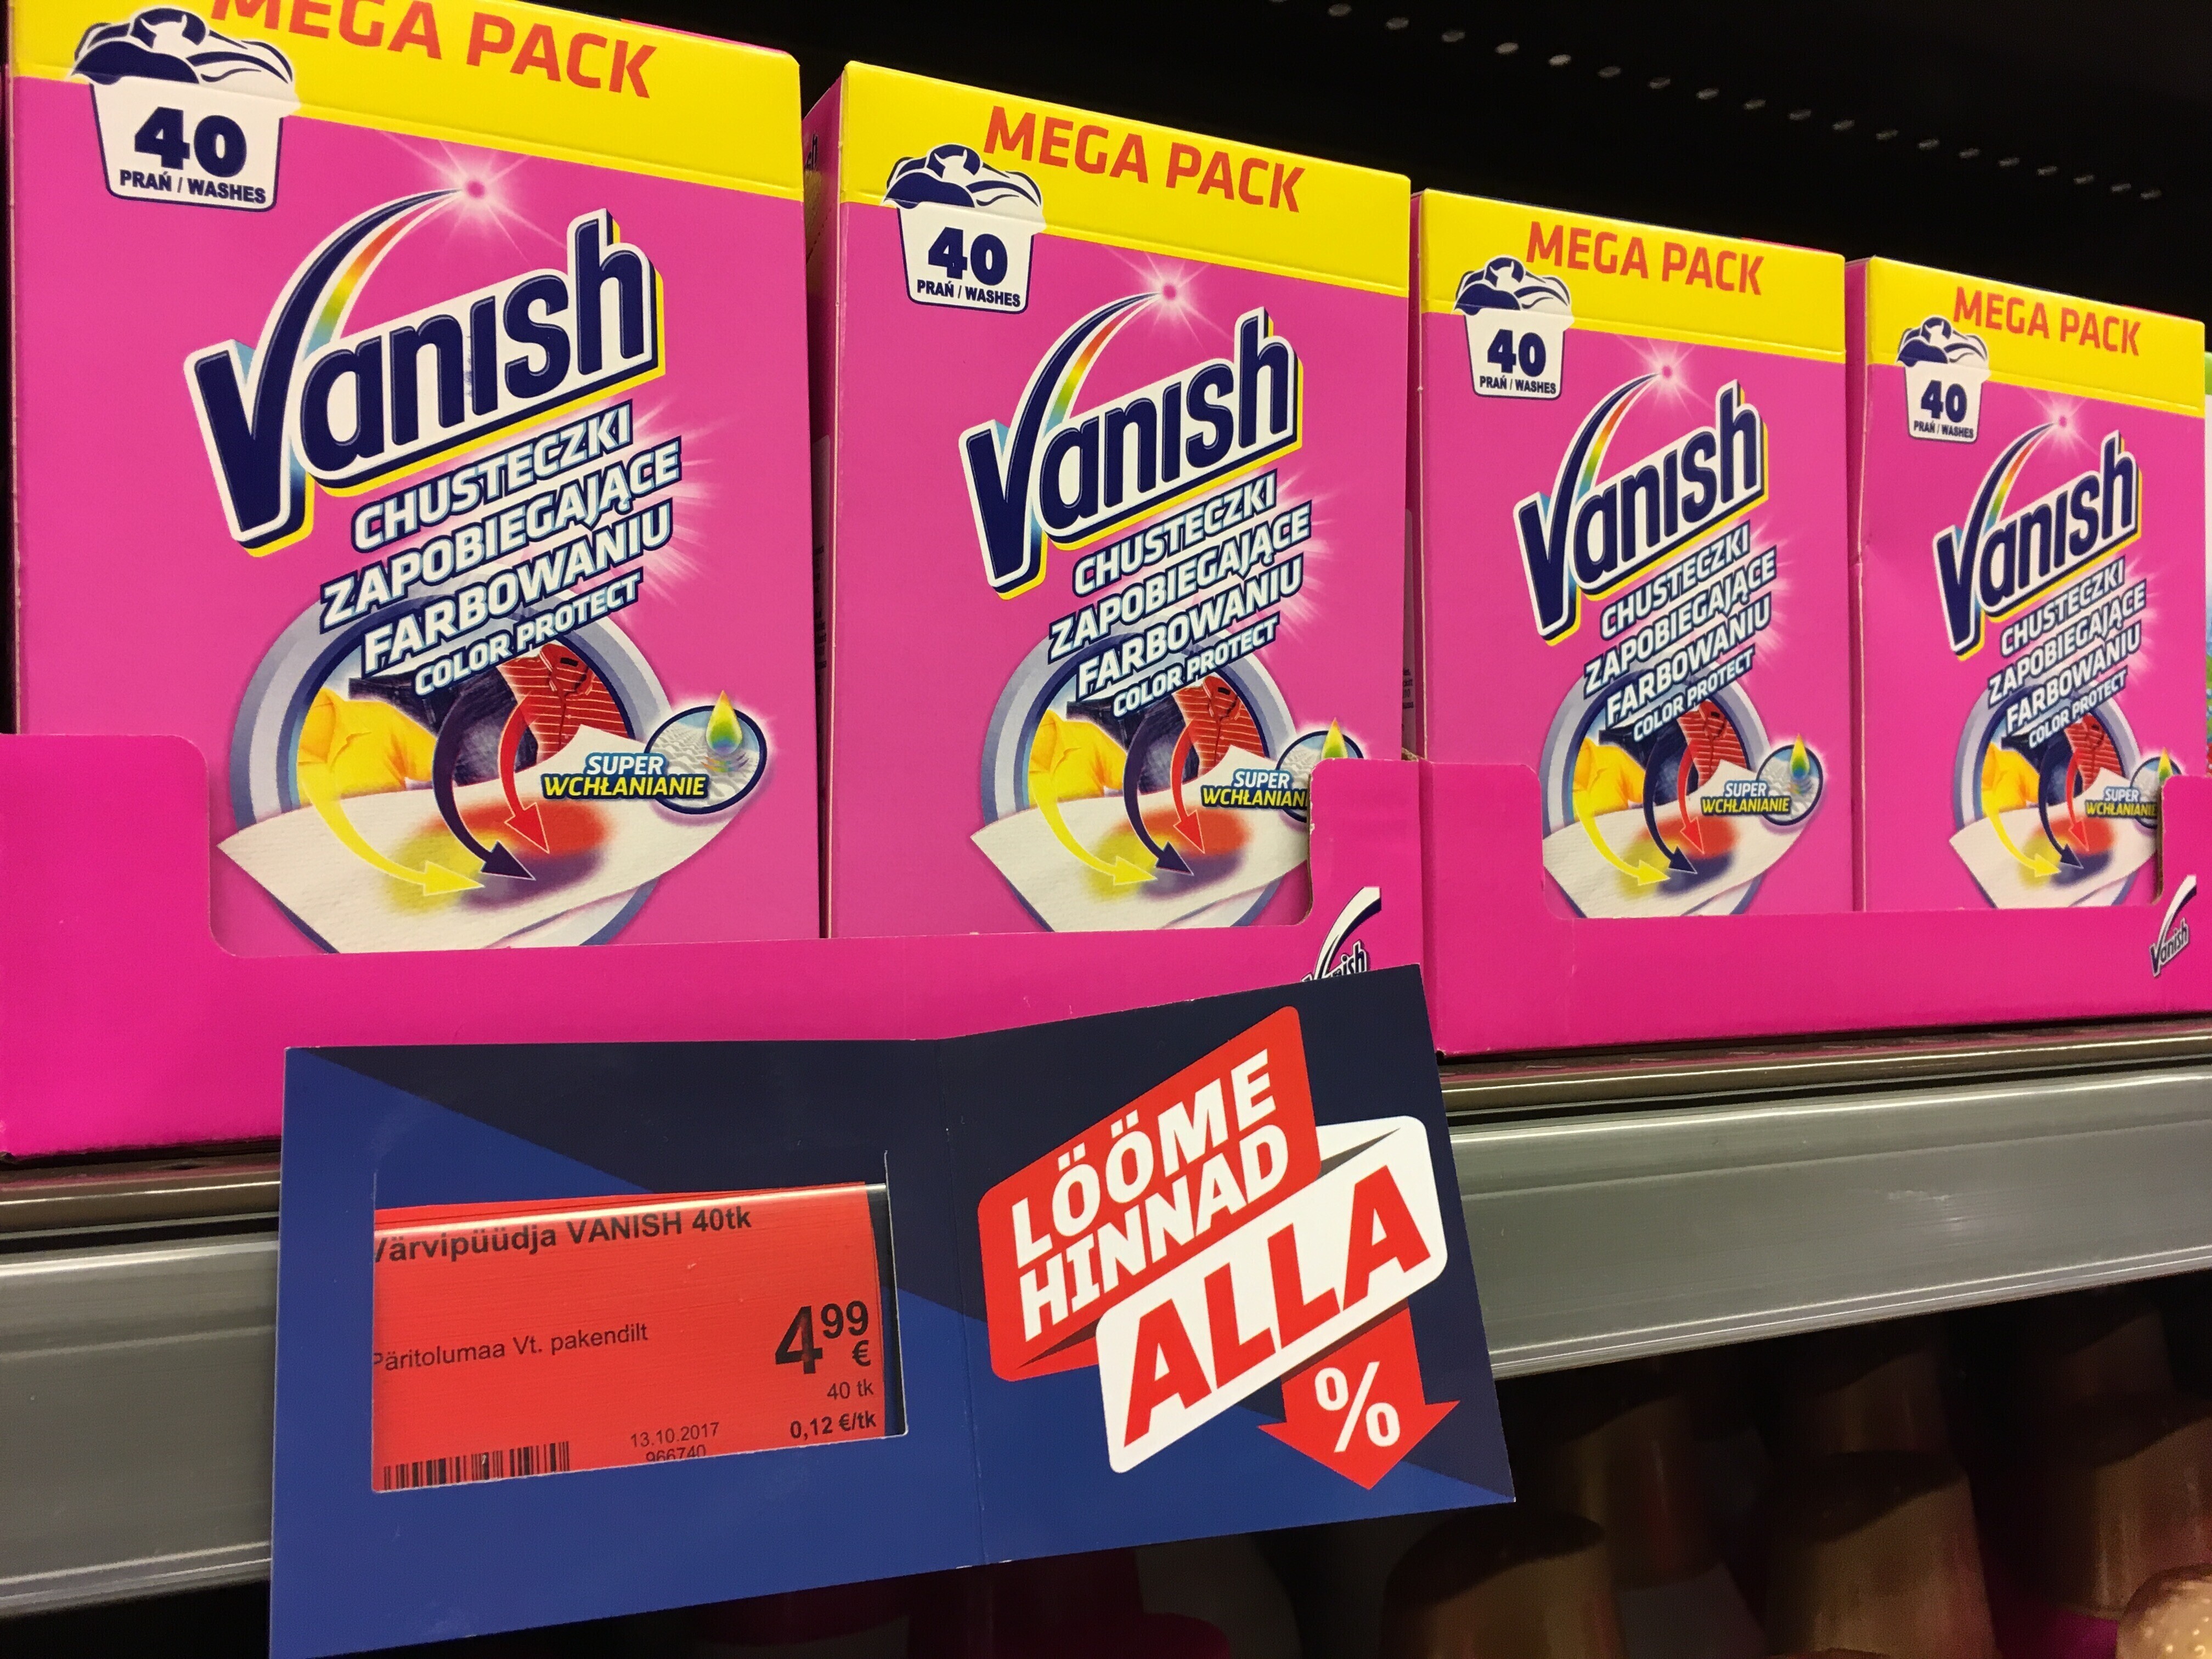 MEGA PACK
40
PRAŃ / WASHES
Vanish
CHUSTECZKI
ZAPOBIEGAJĄCE
FARBOWANIU
COLOR PROTECT
SUPER
WCHŁANIANIE
MEGA PACK
40
PRAŃ / WASHES
Vanish
CHUSTECZKI
ZAPOBIEGAJĄCE
FARBOWANIU
COLOR PROTECT
SUPER
WCHŁANIANI
MEGA PACK
40
PRAŃ / WASHES
Vanish
CHUSTECZKI
ZAPOBIEGAJĄCE
FARBOWANIU
COLOR PROTECT
SUPER
WCHŁANIANIE
MEGA PACK
40
PRAŃ / WASHES
Vanish
CHUSTECZKI
ZAPOBIEGAJĄCE
FARBOWANIU
COLOR PROTECT
SUPER
WCHŁANIANIE
Vanish
Vanish
Värvipüüdja VANISH 40tk
Päritolumaa Vt. pakendilt
4 99
€
40 tk
0,12 €/tk
13.10.2017
966740
LÖÖME
HINNAD
ALLA
%